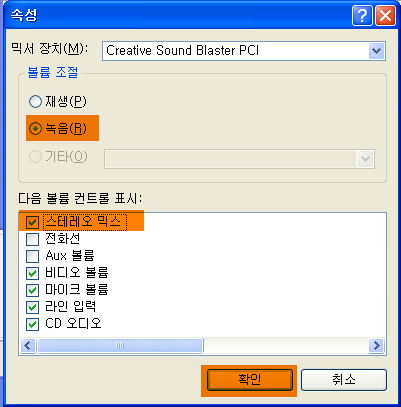 속성
믹서 장치(M): Creative Sound Blaster PCI
볼륨 조절
재생(P)
녹음(R)
기타(O)
다음 볼륨 컨트롤 표시:
스테레오 믹스
전화선
Aux 볼륨
비디오 볼륨
마이크 볼륨
라인 입력
CD 오디오
확인 취소